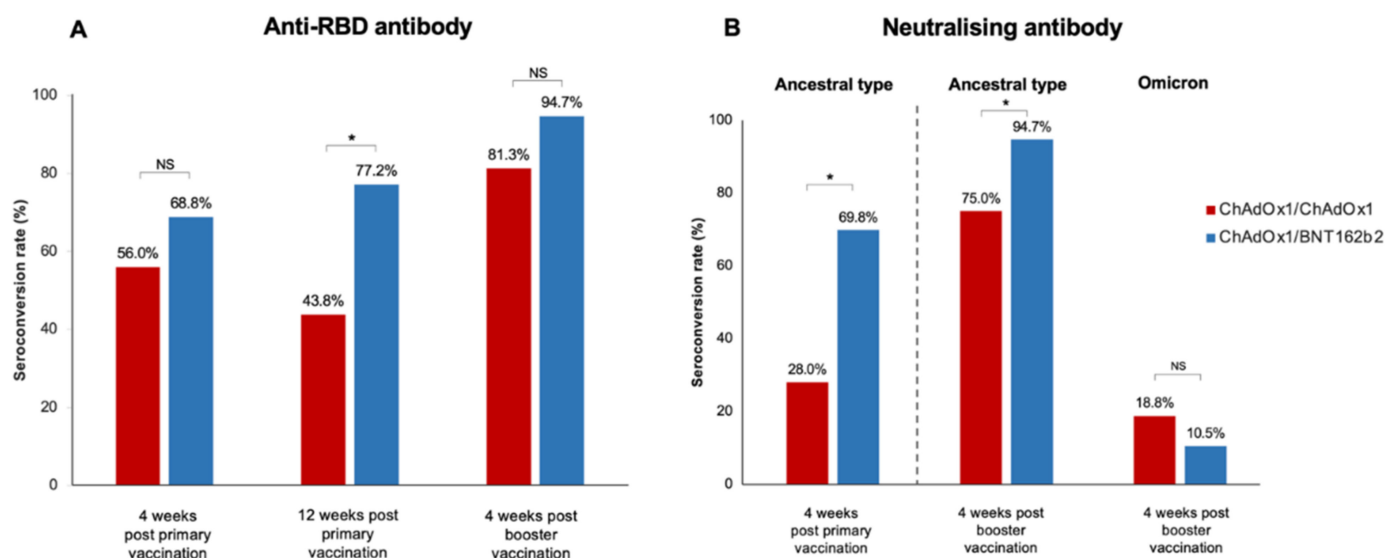 A
Anti-RBD antibody
Seroconversion rate (%)
100
80
60
40
20
0
NS
56.0%
68.8%
*
43.8%
77.2%
NS
81.3%
94.7%
4 weeks
post primary
vaccination
12 weeks post
primary
vaccination
4 weeks post
booster
vaccination
B
Neutralising antibody
Ancestral type
Ancestral type
Omicron
Seroconversion rate (%)
100
80
60
40
20
0
*
28.0%
69.8%
*
75.0%
94.7%
NS
18.8%
10.5%
4 weeks
post primary
vaccination
4 weeks post
booster
vaccination
4 weeks post
booster
vaccination
ChAdOx1/ChAdOx1
ChAdOx1/BNT162b2